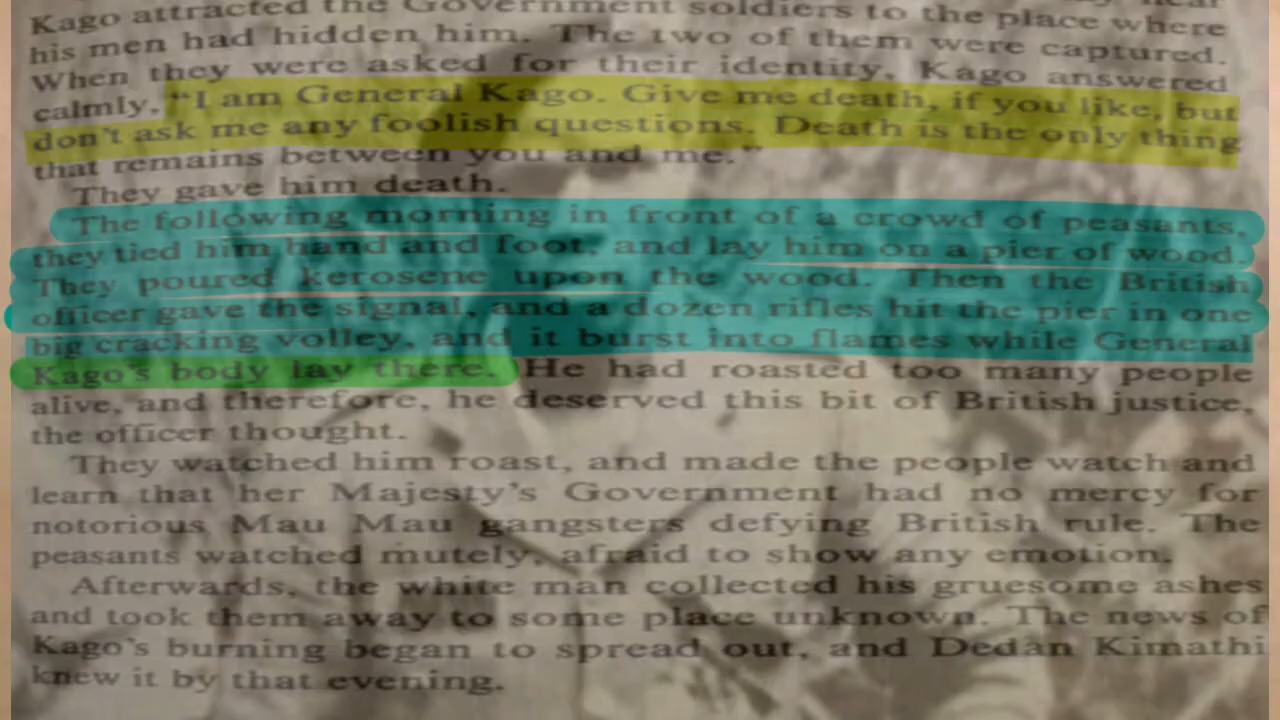 Kago attracted the Government soldiers to the place where
his men had hidden him. The two of them were captured.
When they were asked for their identity, Kago answered
calmly. "I am General Kago. Give me death, if you like, but
don't ask me any foolish questions. Death is the only thing
that remains between you and me."
They gave him death.
The following morning in front of a crowd of peasants,
they tied him hand and foot, and lay him on a pier of wood.
They poured kerosene upon the wood. Then the British
officer gave the signal, and a dozen rifles hit the pier in one
big cracking volley, and it burst into flames while General
Kago's body lay there. He had roasted too many people
alive, and therefore, he deserved this bit of British justice,
the officer thought.
They watched him roast, and made the people watch and
learn that her Majesty's Government had no mercy for
notorious Mau Mau gangsters defying British rule. The
peasants watched mutely, afraid to show any emotion.
Afterwards, the white man collected his gruesome ashes
and took them away to some place unknown. The news of
Kago's burning began to spread out, and Dedan Kimathi
knew it by that evening.